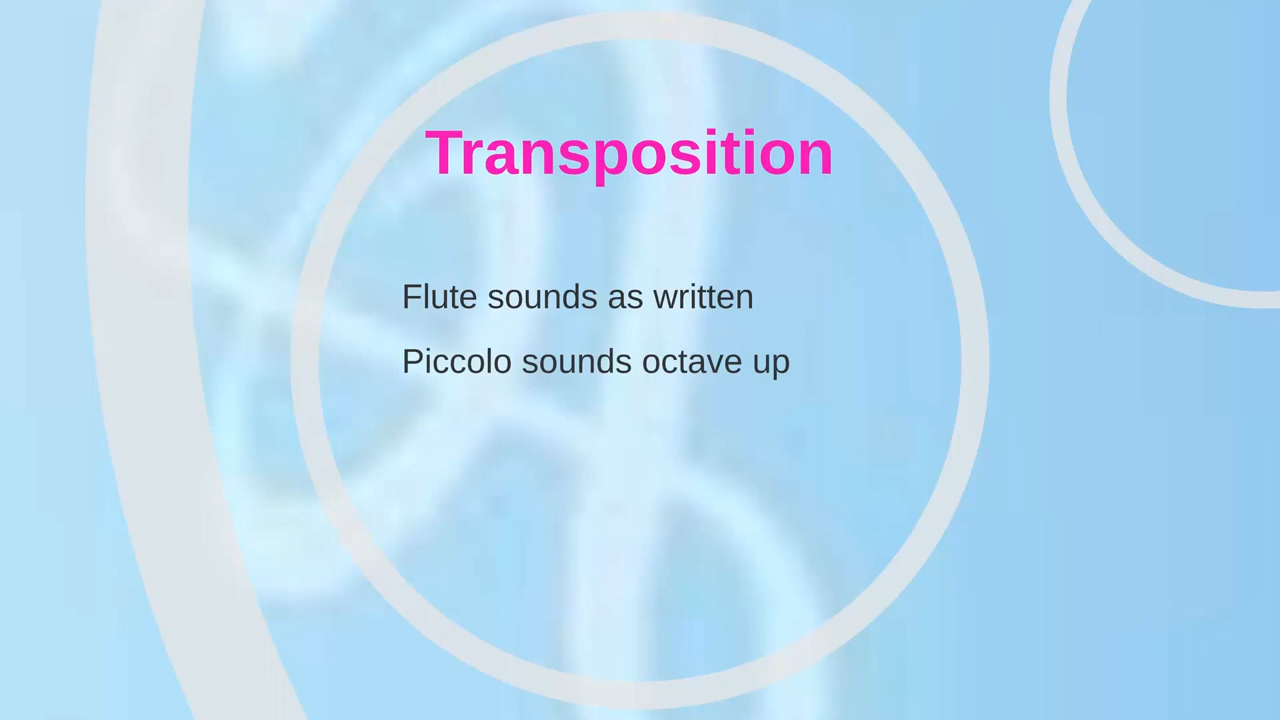 Transposition
Flute sounds as written
Piccolo sounds octave up